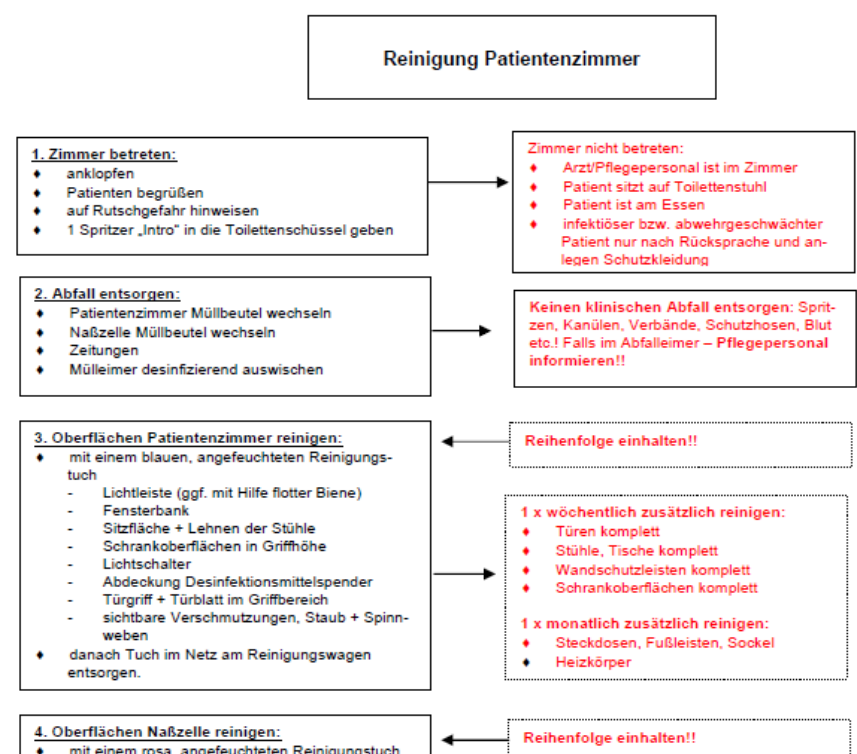 Reinigung Patientenzimmer
1. Zimmer betreten:
♦ anklopfen
♦ Patienten begrüßen
♦ auf Rutschgefahr hinweisen
♦ 1 Spritzer „Intro" in die Toilettenschüssel geben
Zimmer nicht betreten:
♦ Arzt/Pflegepersonal ist im Zimmer
♦ Patient sitzt auf Toilettenstuhl
♦ Patient ist am Essen
♦ infektiöser bzw. abwehrgeschwächter
Patient nur nach Rücksprache und an-
legen Schutzkleidung
2. Abfall entsorgen:
♦ Patientenzimmer Müllbeutel wechseln
♦ Naßzelle Müllbeutel wechseln
♦ Zeitungen
♦ Mülleimer desinfizierend auswischen
Keinen klinischen Abfall entsorgen: Sprit-
zen, Kanülen, Verbände, Schutzhosen, Blut
etc.! Falls im Abfalleimer – Pflegepersonal
informieren!!
3. Oberflächen Patientenzimmer reinigen:
♦ mit einem blauen, angefeuchteten Reinigungs-
tuch
- Lichtleiste (ggf. mit Hilfe flotter Biene)
- Fensterbank
- Sitzfläche + Lehnen der Stühle
- Schrankoberflächen in Griffhöhe
- Lichtschalter
- Abdeckung Desinfektionsmittelspender
- Türgriff + Türblatt im Griffbereich
- sichtbare Verschmutzungen, Staub + Spinn-
weben
♦ danach Tuch im Netz am Reinigungswagen
entsorgen.
Reihenfolge einhalten!!
1 x wöchentlich zusätzlich reinigen:
♦ Türen komplett
♦ Stühle, Tische komplett
♦ Wandschutzleisten komplett
♦ Schrankoberflächen komplett
1 x monatlich zusätzlich reinigen:
♦ Steckdosen, Fußleisten, Sockel
♦ Heizkörper
4. Oberflächen Naßzelle reinigen:
♦ mit einem rosa, angefeuchteten Reinigungstuch
Reihenfolge einhalten!!